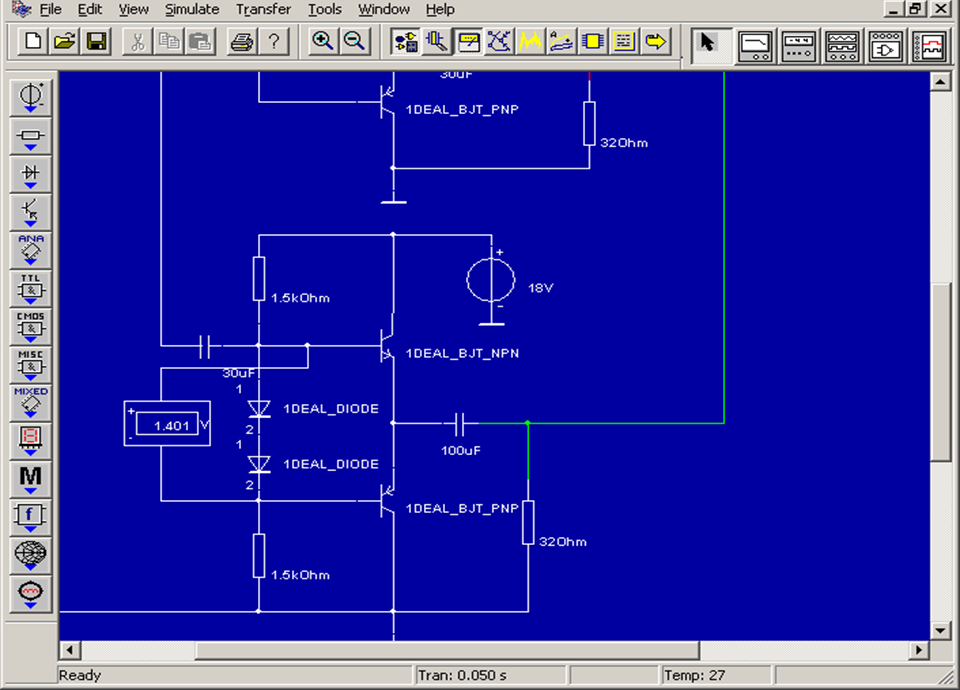 File Edit View Simulate Transfer Tools Window Help
?
30uF
1DEAL_BJT_PNP
32Ohm
ANA
TTL
&
CMOS
&
MISC
&
MIXED
M
f
+
18V
-
1.5kOhm
1DEAL_BJT_NPN
30uF
1
1DEAL_DIODE
2
+
1.401 V
-
100uF
1
1DEAL_DIODE
2
1DEAL_BJT_PNP
32Ohm
1.5kOhm
Ready
Tran: 0.050 s
Temp: 27